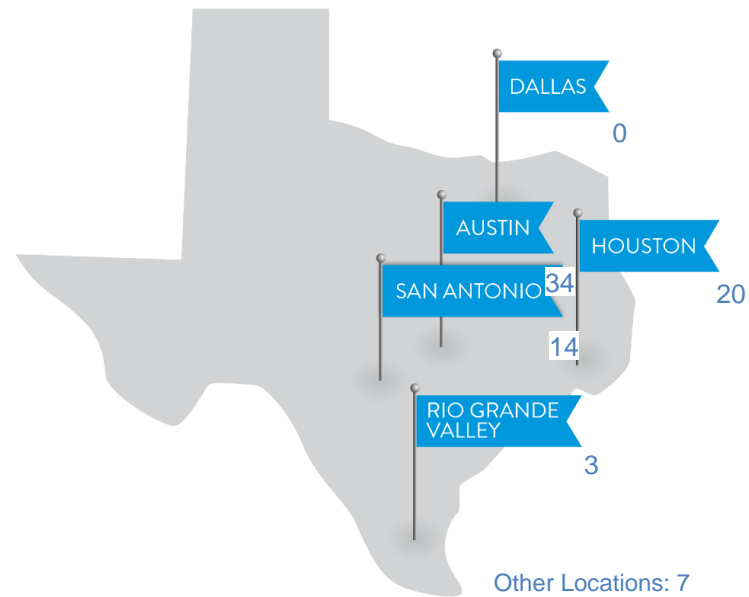 DALLAS
0
AUSTIN
34
HOUSTON
20
SAN ANTONIO
14
RIO GRANDE
VALLEY
3
Other Locations: 7